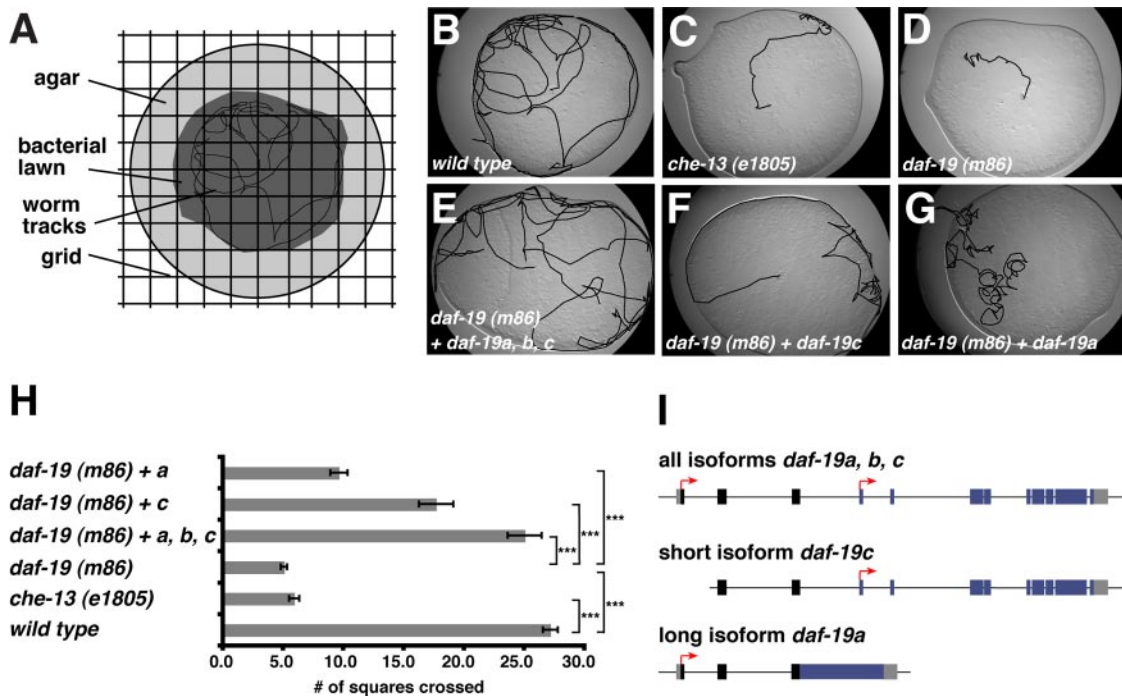 A
agar
bacterial
lawn
worm
tracks
grid
B
wild type
C
che-13 (e1805)
D
daf-19 (m86)
E
daf-19 (m86)
+ daf-19a, b, c
F
daf-19 (m86) + daf-19c
G
daf-19 (m86) + daf-19a
H
daf-19 (m86) + a
daf-19 (m86) + c
daf-19 (m86) + a, b, c
daf-19 (m86)
che-13 (e1805)
wild type
***
***
***
***
***
0.0 5.0 10.0 15.0 20.0 25.0 30.0
# of squares crossed
I
all isoforms daf-19a, b, c
short isoform daf-19c
long isoform daf-19a